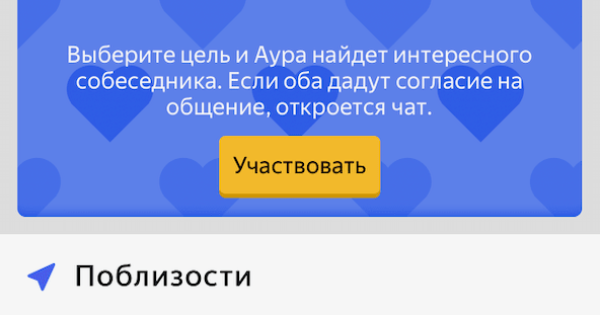 Выберите цель и Аура найдет интересного
собеседника. Если оба дадут согласие на
общение, откроется чат.
Участвовать
Поблизости